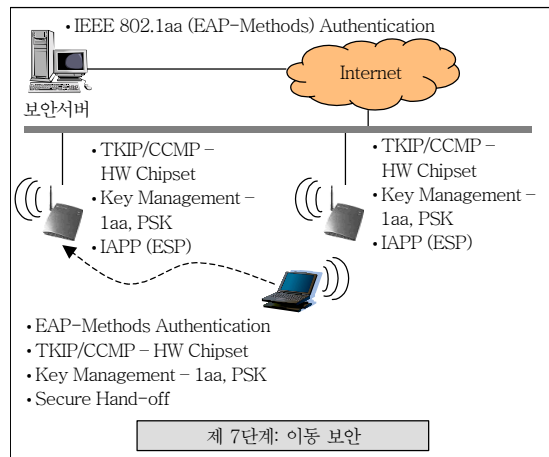 • IEEE 802.1aa (EAP-Methods) Authentication
Internet
보안서버
• TKIP/CCMP –
HW Chipset
• Key Management –
1aa, PSK
• IAPP (ESP)
• TKIP/CCMP –
HW Chipset
• Key Management –
1aa, PSK
• IAPP (ESP)
• EAP-Methods Authentication
• TKIP/CCMP – HW Chipset
• Key Management – 1aa, PSK
• Secure Hand-off
제 7단계: 이동 보안